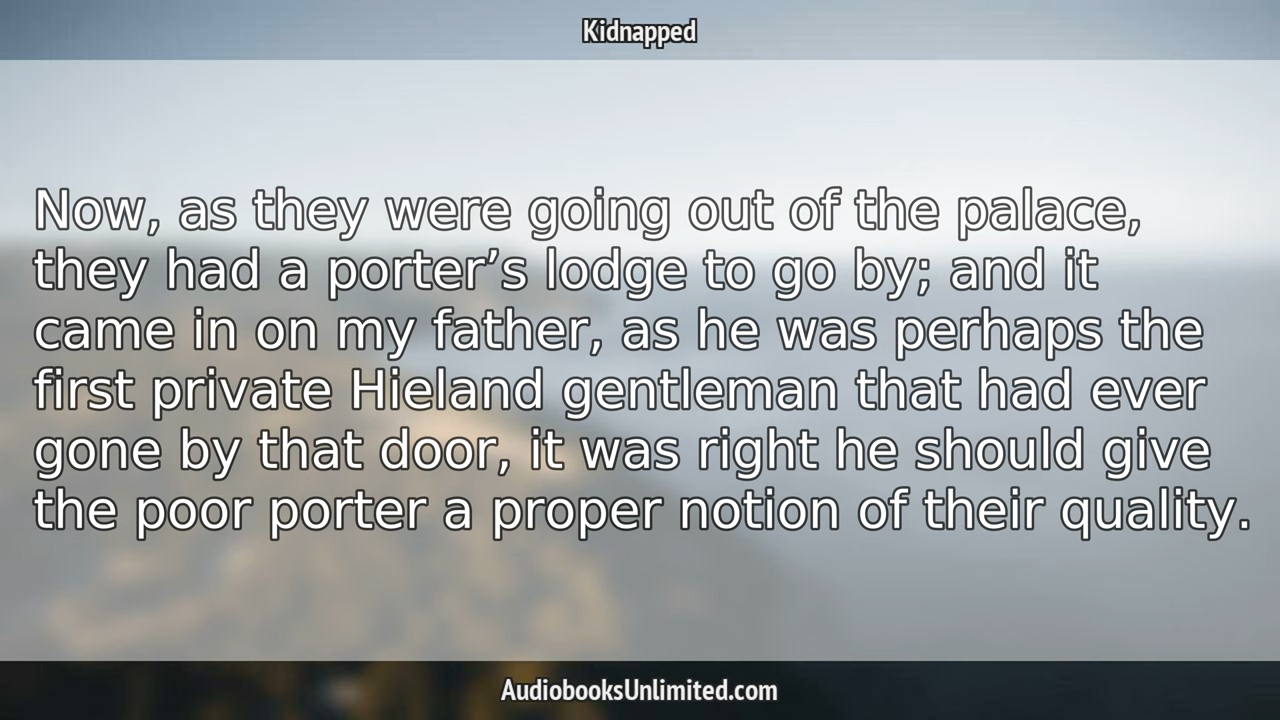 Kidnapped
Now, as they were going out of the palace,
they had a porter’s lodge to go by; and it
came in on my father, as he was perhaps the
first private Hieland gentleman that had ever
gone by that door, it was right he should give
the poor porter a proper notion of their quality.
AudiobooksUnlimited.com